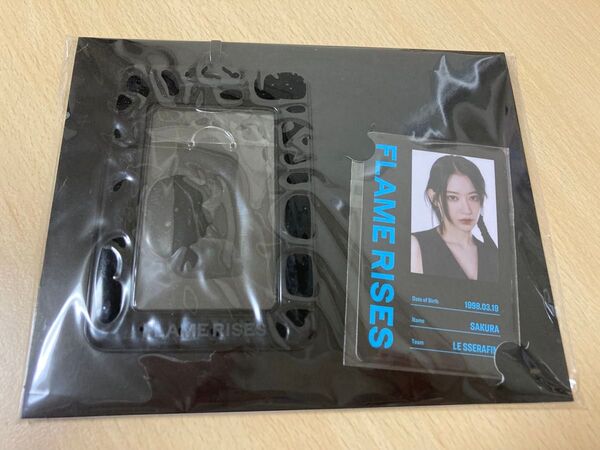 FLAME RISES
FLAME RISES
Date of Birth
1998.03.19
Name
SAKURA
Team
LE SSERAFIM